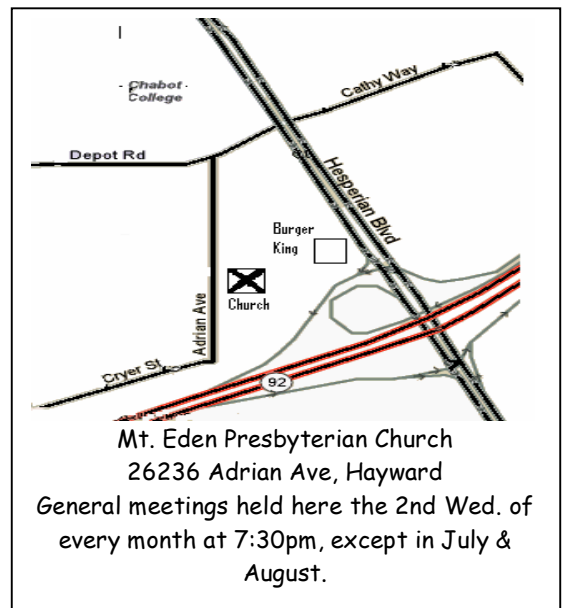 Chabot
College
Cathy Way
Depot Rd
Hesperian Blvd
Burger
King
Church
Adrian Ave
Cryer St
92
Mt. Eden Presbyterian Church
26236 Adrian Ave, Hayward
General meetings held here the 2nd Wed. of
every month at 7:30pm, except in July &
August.